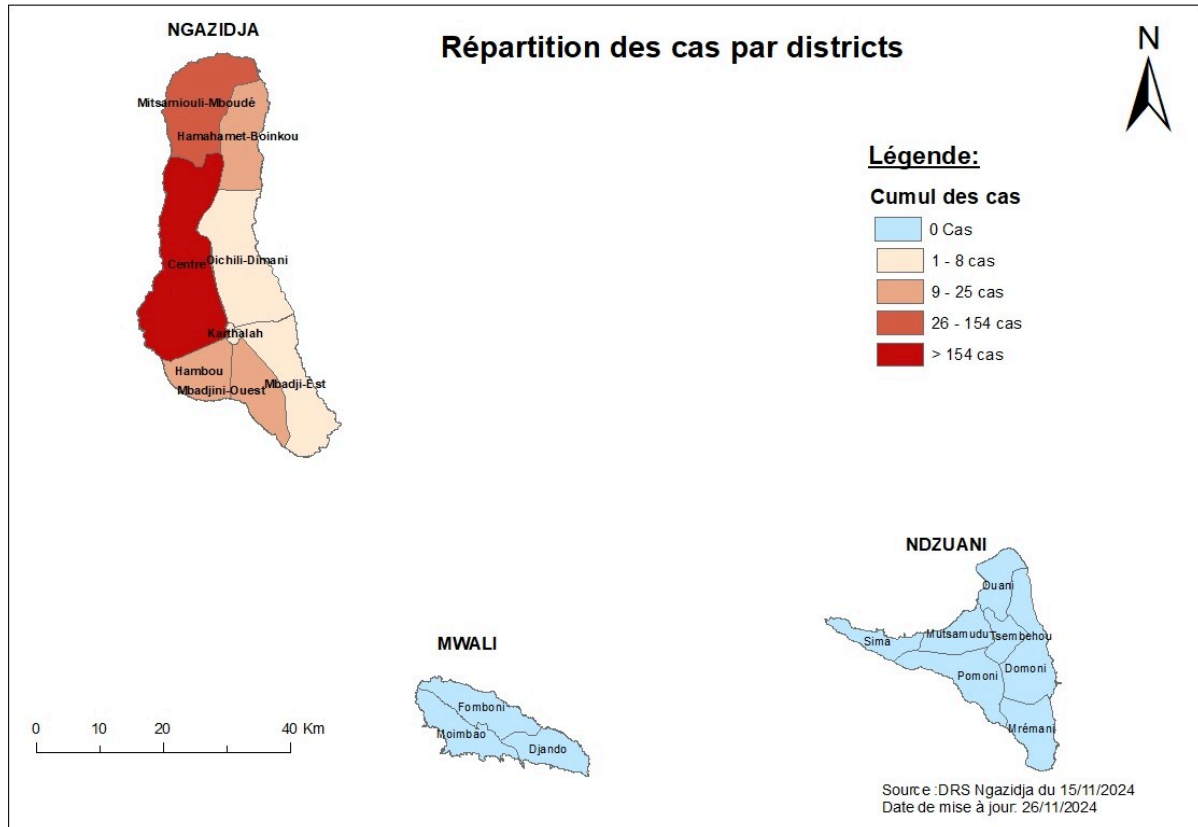 NGAZIDJA
Répartition des cas par districts
N
Mitsamiouli-Mboudé
Hamahamet-Boinkou
Légende:
Cumul des cas
0 Cas
1 - 8 cas
9 - 25 cas
26 - 154 cas
> 154 cas
Centre
Oichili-Dimani
Karthalah
Hambou
Mbadjini-Ouest
Mbadji-Est
NDZUANI
Ouani
Sima
Mutsamudu
Tsembehou
Pomoni
Domoni
Mrémani
MWALI
Fomboni
Moimbao
Djando
0 10 20 40 Km
Source :DRS Ngazidja du 15/11/2024
Date de mise à jour: 26/11/2024